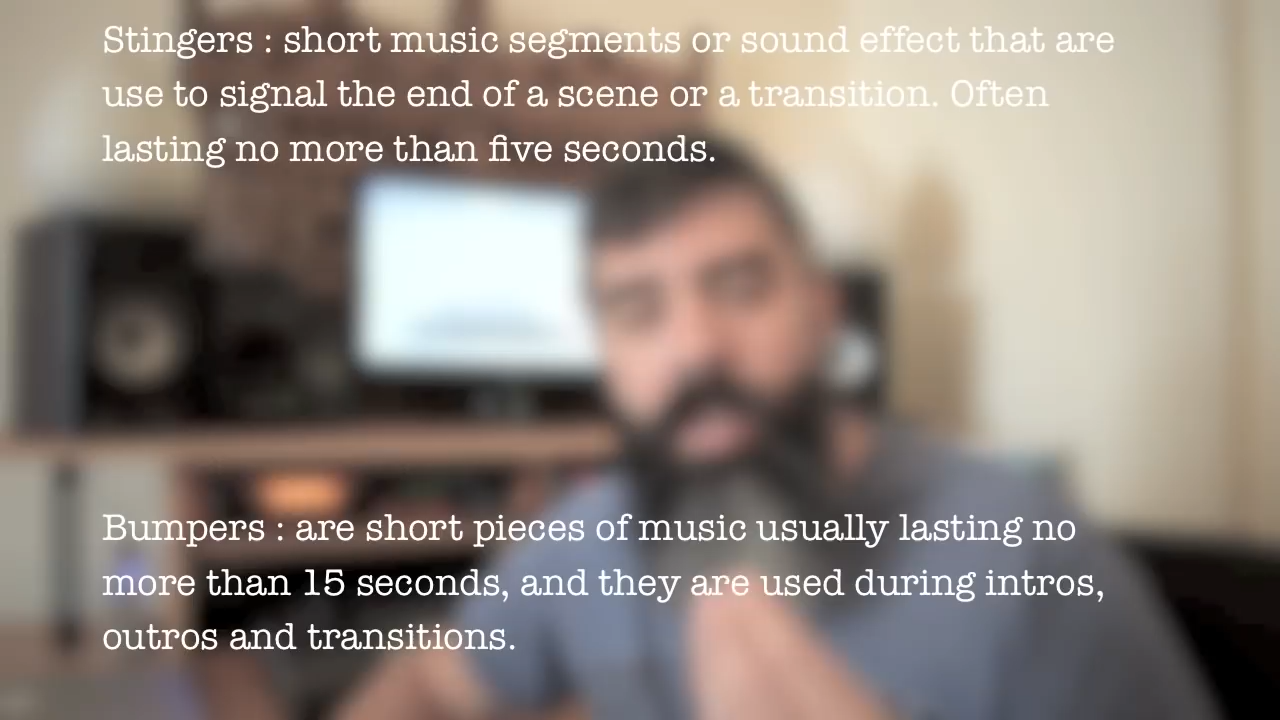 Stingers : short music segments or sound effect that are
use to signal the end of a scene or a transition. Often
lasting no more than five seconds.
Bumpers : are short pieces of music usually lasting no
more than 15 seconds, and they are used during intros,
outros and transitions.